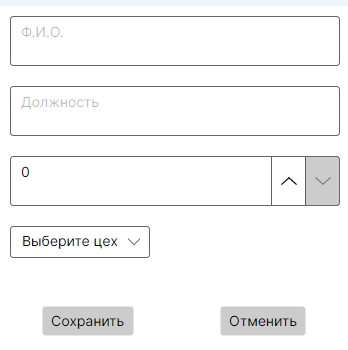 Ф.И.О.
Должность
0
Выберите цех
Сохранить
Отменить